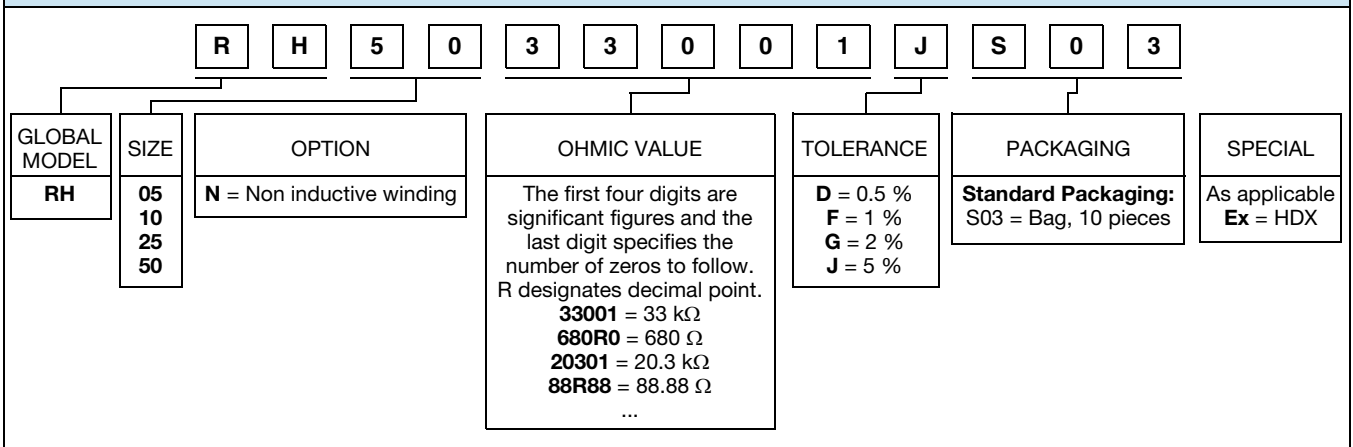 R H 5 0 3 3 0 0 1 J S 0 3
GLOBAL MODEL
RH
SIZE
05
10
25
50
OPTION
N = Non inductive winding
OHMIC VALUE
The first four digits are
significant figures and the
last digit specifies the
number of zeros to follow.
R designates decimal point.
33001 = 33 kΩ
680R0 = 680 Ω
20301 = 20.3 kΩ
88R88 = 88.88 Ω
...
TOLERANCE
D = 0.5 %
F = 1 %
G = 2 %
J = 5 %
PACKAGING
Standard Packaging:
S03 = Bag, 10 pieces
SPECIAL
As applicable
Ex = HDX